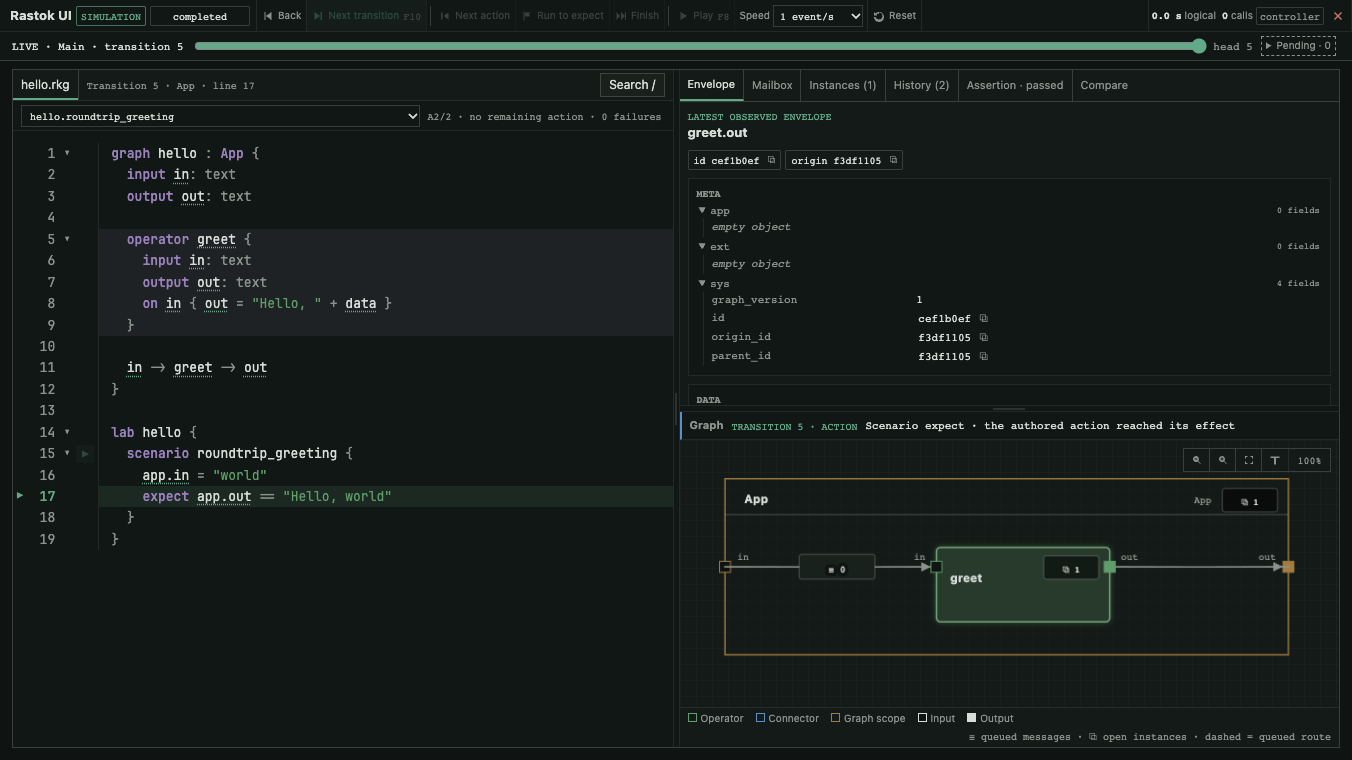 Rastok UI SIMULATION completed Back Next transition F10 Next action Run to expect Finish Play F8 Speed 1 event/s Reset 0.0 s logical 0 calls controller
LIVE • Main • transition 5 head 5 Pending · 0
hello.rkg Transition 5 • App • line 17 Search /
hello.roundtrip_greeting A2/2 • no remaining action • 0 failures
1 graph hello : App {
2 input in: text
3 output out: text
4
5 operator greet {
6 input in: text
7 output out: text
8 on in { out = "Hello, " + data }
9 }
10
11 in -> greet -> out
12 }
13
14 lab hello {
15 scenario roundtrip_greeting {
16 app.in = "world"
17 expect app.out == "Hello, world"
18 }
19 }
Envelope Mailbox Instances (1) History (2) Assertion · passed Compare
LATEST OBSERVED ENVELOPE
greet.out
id cef1b0ef origin f3df1105
META
app 0 fields
empty object
ext 0 fields
empty object
sys 4 fields
graph_version 1
id cef1b0ef
origin_id f3df1105
parent_id f3df1105
DATA
Graph TRANSITION 5 • ACTION Scenario expect • the authored action reached its effect
100%
App App 1
in 0 in greet 1 out out
Operator Connector Graph scope Input Output
≡ queued messages • open instances • dashed = queued route